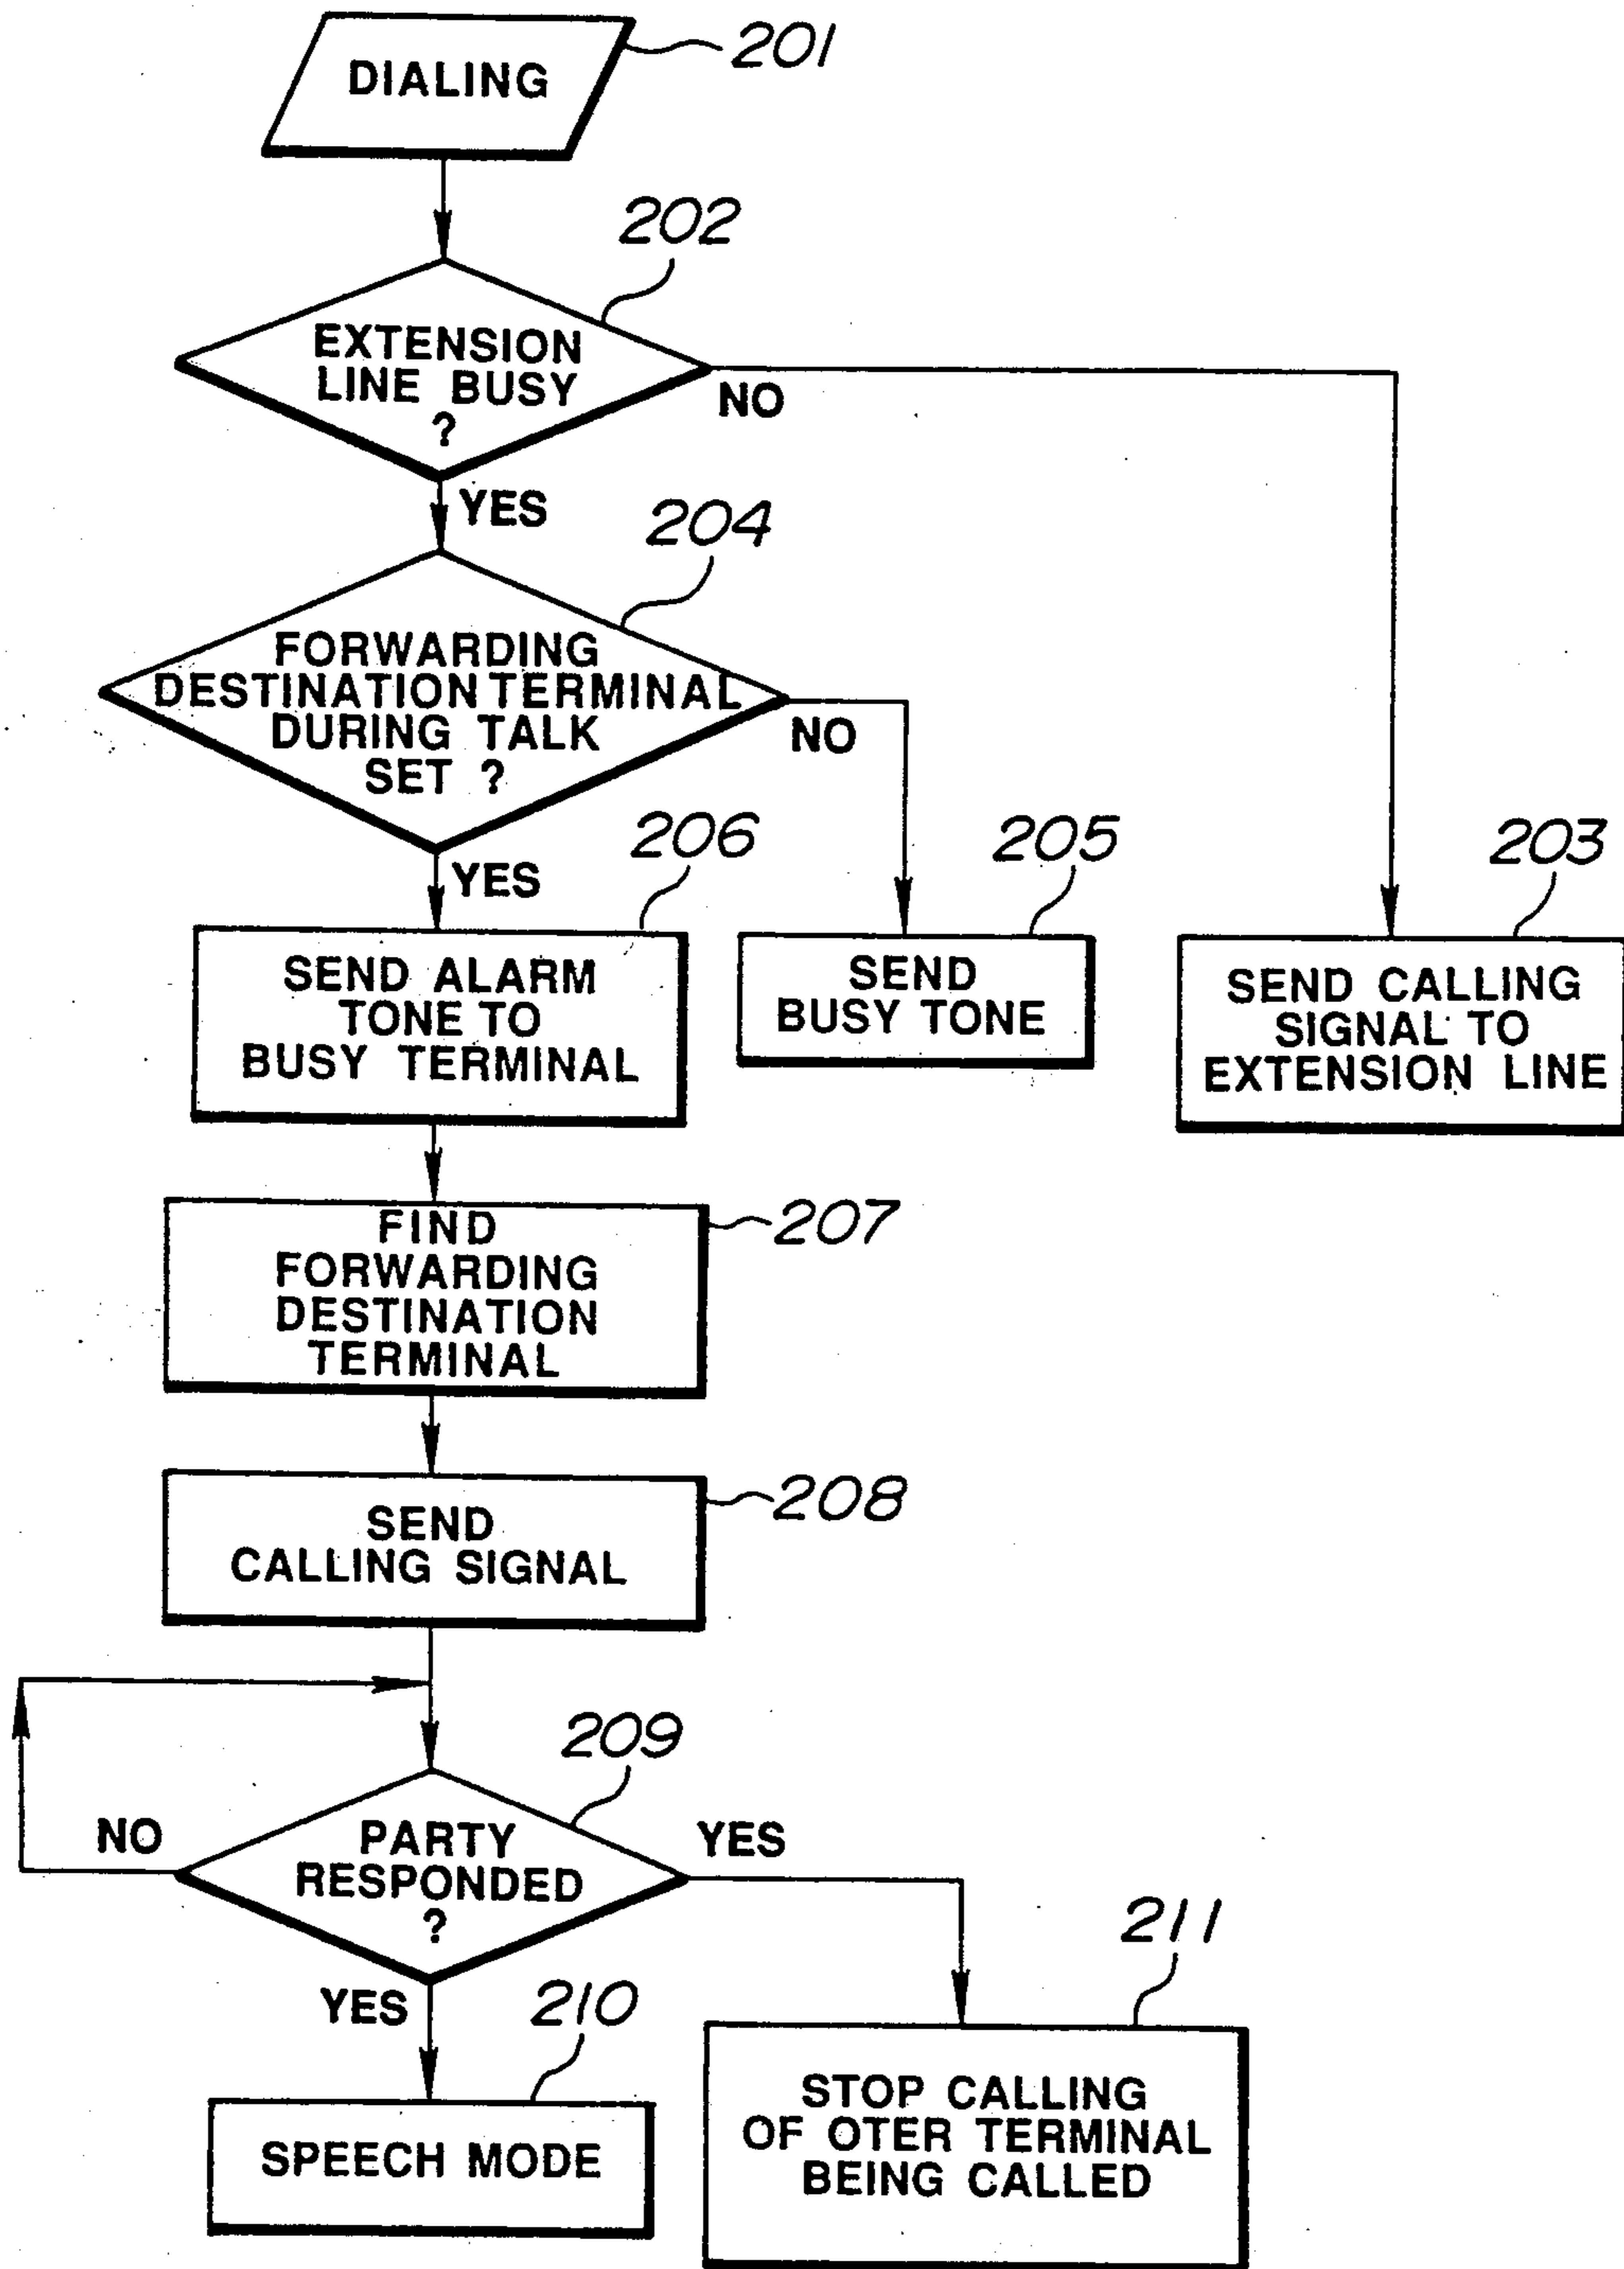 DIALING
201
202
EXTENSION
LINE BUSY
?
NO
YES
204
FORWARDING
DESTINATION TERMINAL
DURING TALK
SET ?
NO
YES
206
205
203
SEND ALARM
TONE TO
BUSY TERMINAL
SEND
BUSY TONE
SEND CALLING
SIGNAL TO
EXTENSION LINE
FIND
FORWARDING
DESTINATION
TERMINAL
207
SEND
CALLING SIGNAL
208
209
NO
PARTY
RESPONDED
?
YES
YES
210
211
SPEECH MODE
STOP CALLING
OF OTER TERMINAL
BEING CALLED